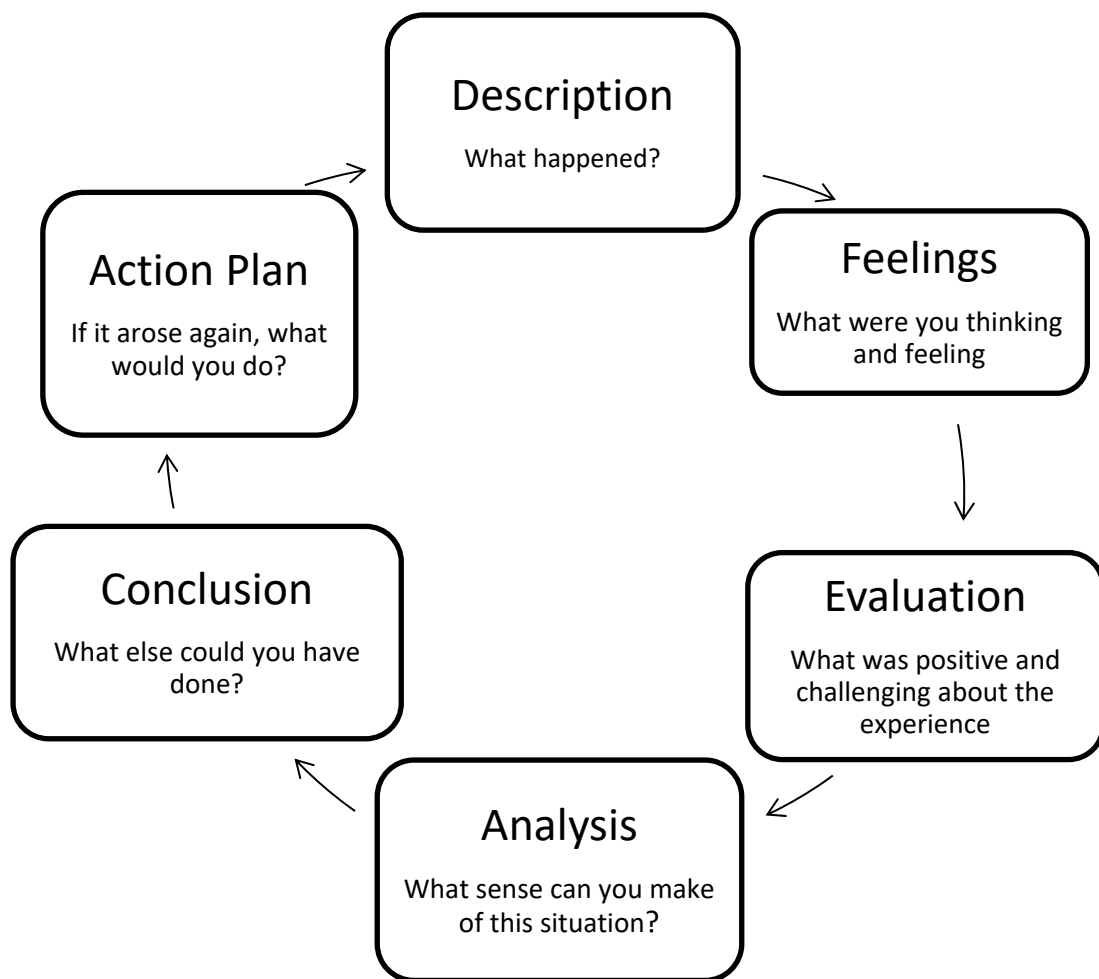 Description
What happened?
Feelings
What were you thinking
and feeling
Evaluation
What was positive and
challenging about the
experience
Analysis
What sense can you make
of this situation?
Conclusion
What else could you have
done?
Action Plan
If it arose again, what
would you do?